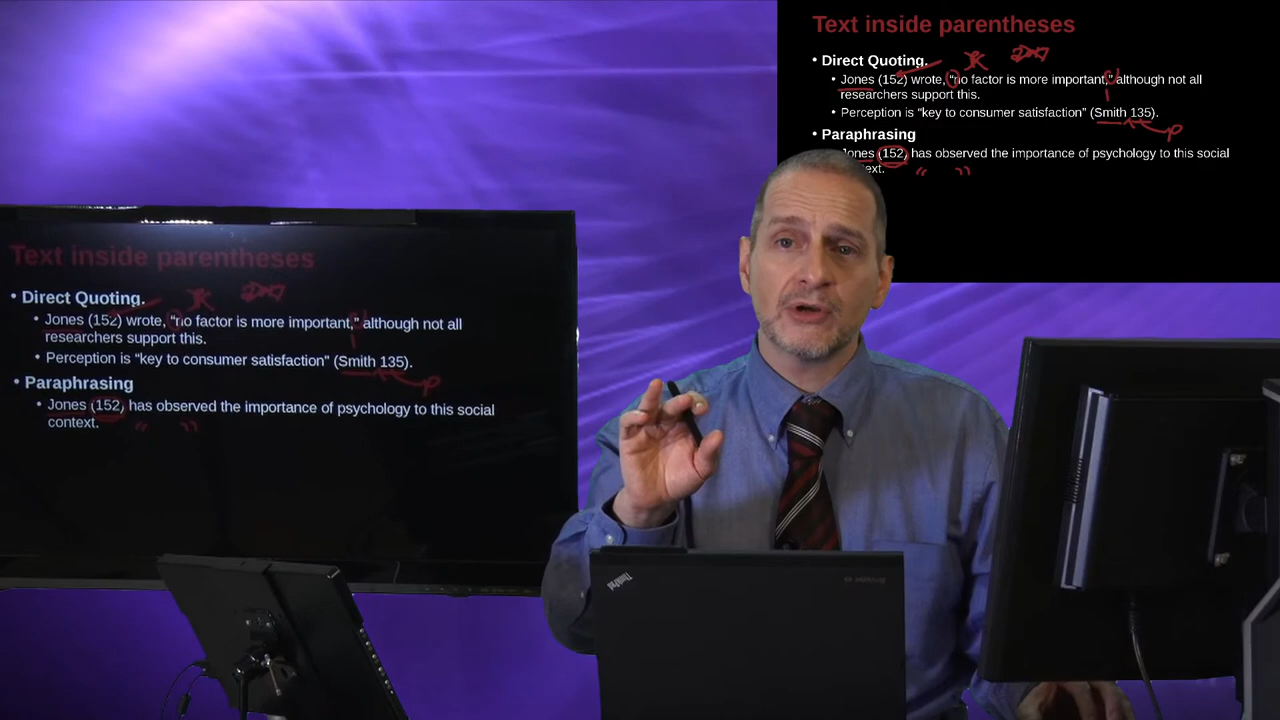 Text inside parentheses
• Direct Quoting.
• Jones (152) wrote, “no factor is more important,” although not all
researchers support this.
• Perception is “key to consumer satisfaction” (Smith 135).
• Paraphrasing
Jones (152) has observed the importance of psychology to this social
ext.
Text inside parentheses
• Direct Quoting.
• Jones (152) wrote, “no factor is more important,” although not all
researchers support this.
• Perception is “key to consumer satisfaction” (Smith 135).
• Paraphrasing
• Jones (152) has observed the importance of psychology to this social
context.
ThinkPad